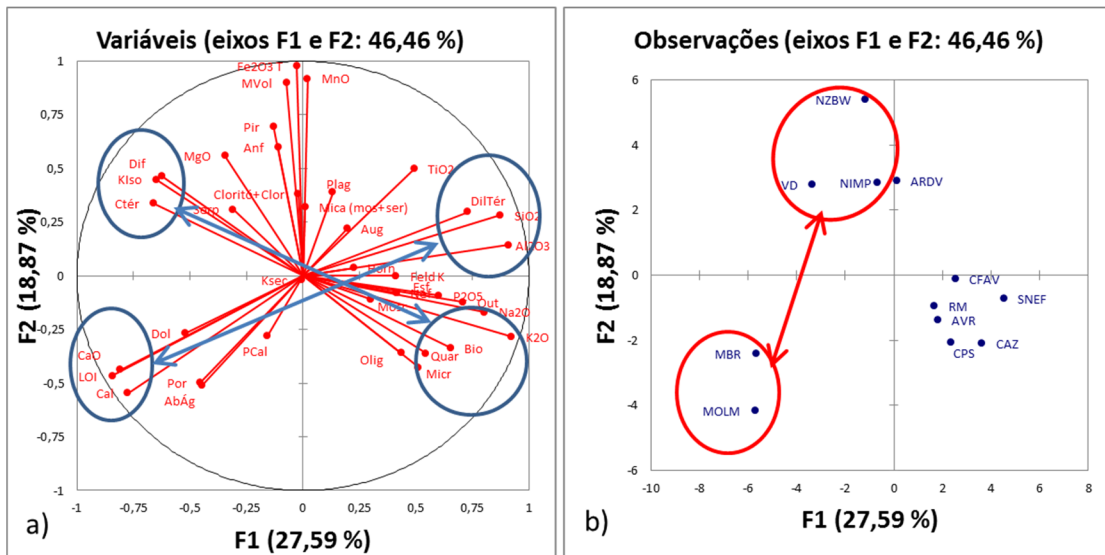 Variáveis (eixos F1 e F2: 46,46 %)
F2 (18,87 %)
1
0,75
0,5
0,25
0
-0,25
-0,5
-0,75
-1
Fe2O3 T
MVol
MnO
Pir
Anf
MgO
Dif
KIso
Ctér
Serp
Clorito+Clor
TiO2
Plag
Mica (mos+ser)
Aug
DilTér
SiO2
Al2O3
Horn
Feld K
Ksec
P2O5
Out
Na2O
K2O
Dol
CaO
LOI
Cal
PCal
Por
AbÁg
Olig
Quar
Bio
Micr
-1 -0,75 -0,5 -0,25 0 0,25 0,5 0,75 1
a)
F1 (27,59 %)
Observações (eixos F1 e F2: 46,46 %)
F2 (18,87 %)
6
4
2
0
-2
-4
-6
NZBW
VD
NIMP
ARDV
CFAV
SNEF
RM
AVR
CAZ
CPS
MBR
MOLM
-10 -8 -6 -4 -2 0 2 4 6 8
b)
F1 (27,59 %)